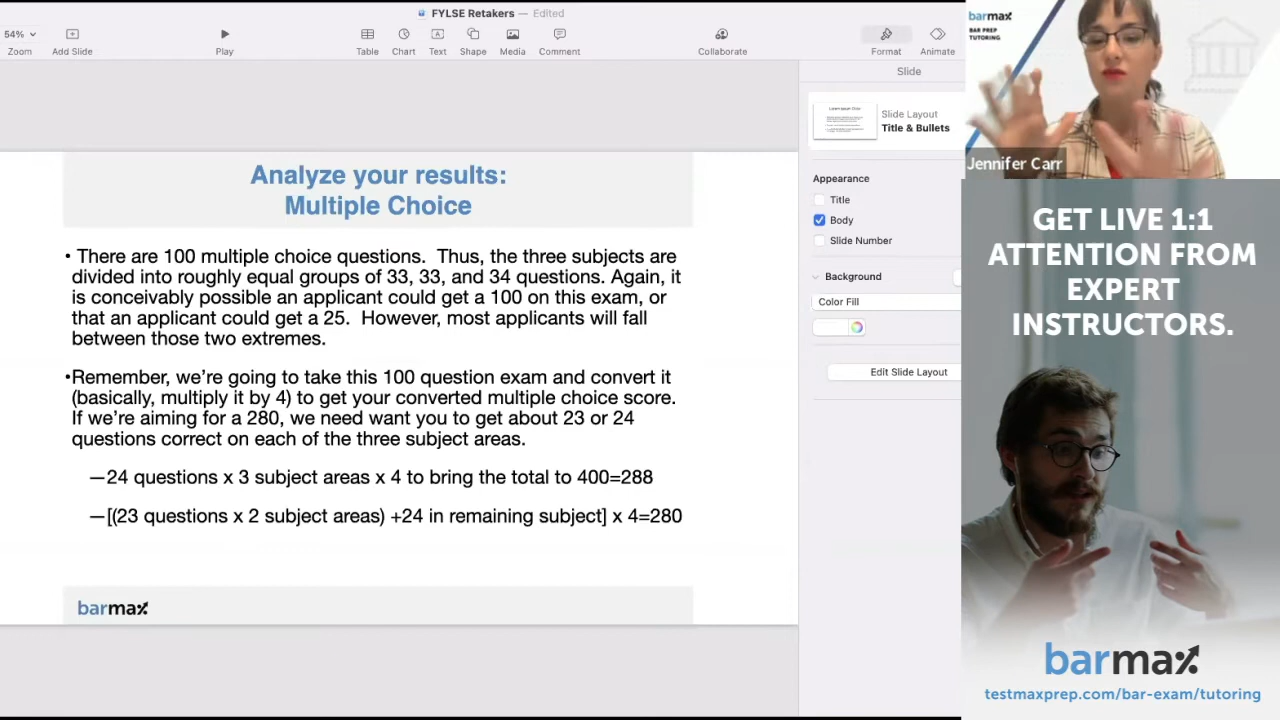 FYLSE Retakers — Edited
54%
Zoom
Add Slide
Play
Table
Chart
Text
Shape
Media
Comment
Collaborate
Format
Animate
Slide
Slide Layout
Title & Bullets
Appearance
Title
Body
Slide Number
Background
Color Fill
Edit Slide Layout
Analyze your results:
Multiple Choice
• There are 100 multiple choice questions. Thus, the three subjects are
divided into roughly equal groups of 33, 33, and 34 questions. Again, it
is conceivably possible an applicant could get a 100 on this exam, or
that an applicant could get a 25. However, most applicants will fall
between those two extremes.
•Remember, we're going to take this 100 question exam and convert it
(basically, multiply it by 4) to get your converted multiple choice score.
If we're aiming for a 280, we need want you to get about 23 or 24
questions correct on each of the three subject areas.
—24 questions x 3 subject areas x 4 to bring the total to 400=288
—[(23 questions x 2 subject areas) +24 in remaining subject] x 4=280
barmax
barmax
BAR PREP
TUTORING
Jennifer Carr
GET LIVE 1:1
ATTENTION FROM
EXPERT
INSTRUCTORS.
barmax
testmaxprep.com/bar-exam/tutoring